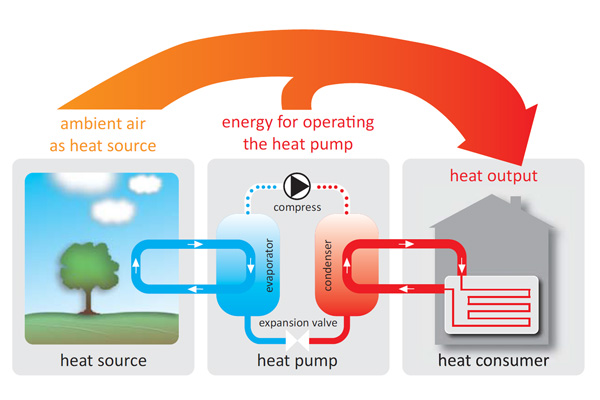 ambient air
as heat source
energy for operating
the heat pump
heat output
compress
evaporator
condenser
expansion valve
heat source
heat pump
heat consumer